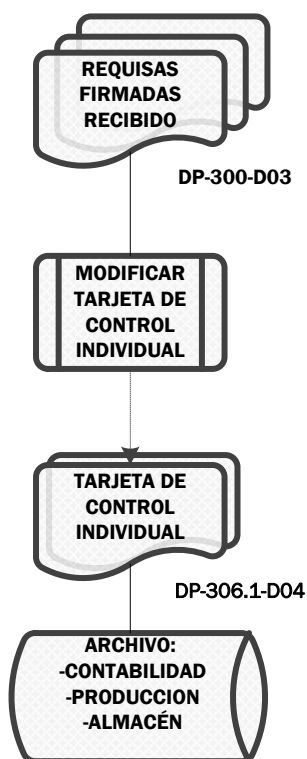 REQUISAS
FIRMADAS
RECIBIDO
DP-300-D03
MODIFICAR
TARJETA DE
CONTROL
INDIVIDUAL
TARJETA DE
CONTROL
INDIVIDUAL
DP-306.1-D04
ARCHIVO:
-CONTABILIDAD
-PRODUCCION
-ALMACÉN